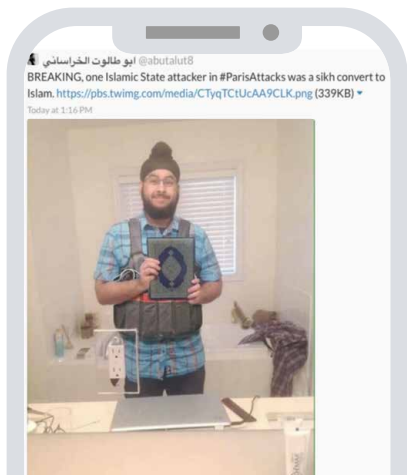 ابو طالوت الخراساني @abutalut8
BREAKING, one Islamic State attacker in #ParisAttacks was a sikh convert to
Islam. https://pbs.twimg.com/media/CTyqTCtUcAA9CLK.png (339KB)
Today at 1:16 PM